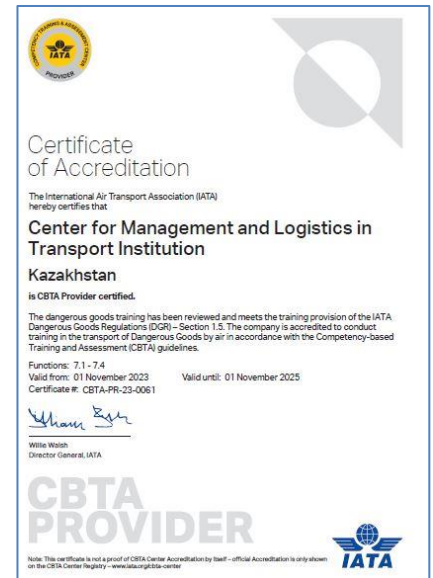 COMPETENCY TRAINING & ASSESSMENT CENTER
IATA
PROVIDER
Certificate
of Accreditation
The International Air Transport Association (IATA)
hereby certifies that
Center for Management and Logistics in
Transport Institution
Kazakhstan
is CBTA Provider certified.
The dangerous goods training has been reviewed and meets the training provision of the IATA
Dangerous Goods Regulations (DGR) – Section 1.5. The company is accredited to conduct
training in the transport of Dangerous Goods by air in accordance with the Competency-based
Training and Assessment (CBTA) guidelines.
Functions: 7.1 - 7.4
Valid from: 01 November 2023 Valid until: 01 November 2025
Certificate #: CBTA-PR-23-0061
Willie Walsh
Director General, IATA
CBTA
PROVIDER
Note: This certificate is not a proof of CBTA Center Accreditation by itself – official Accreditation is only shown
on the CBTA Center Registry – www.iata.org/cbta-center
IATA